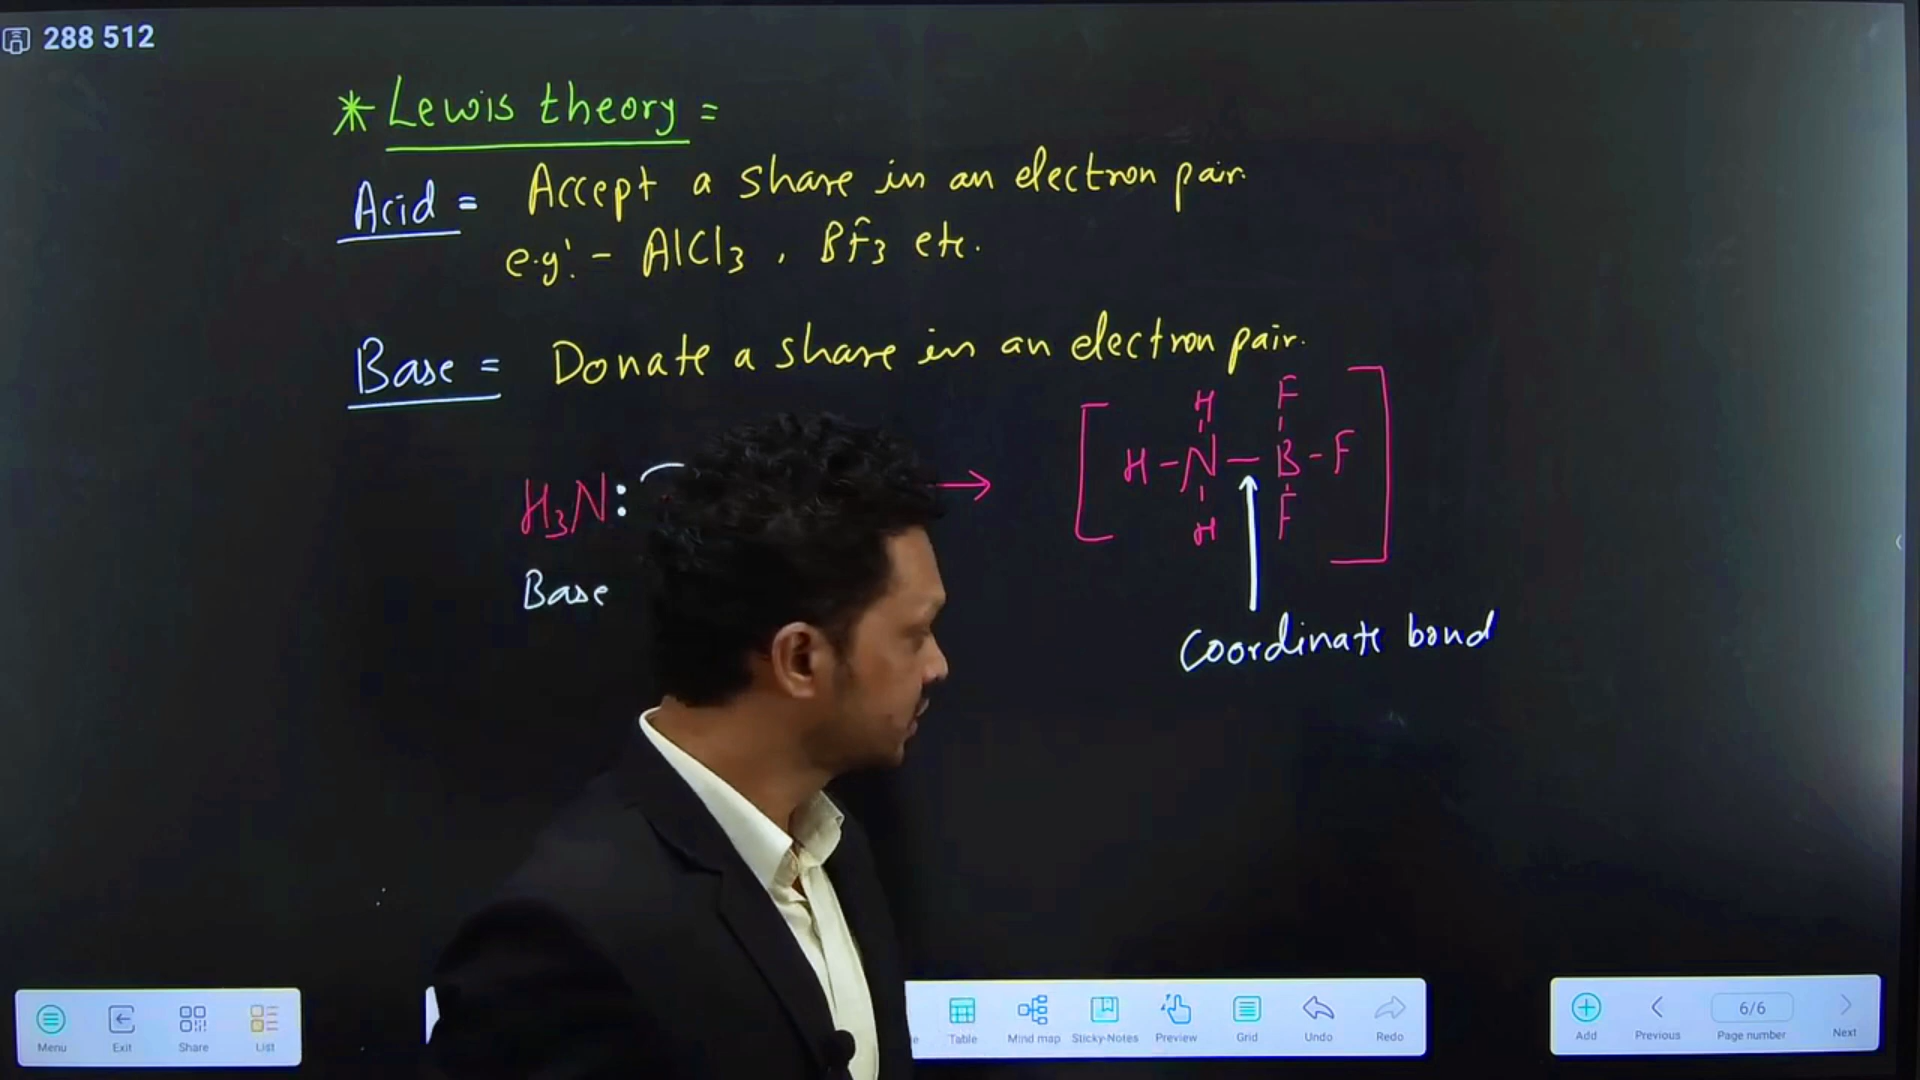 288 512
* Lewis theory =
Acid = Accept a share in an electron pair.
e.g:- AlCl3, BF3 etc.
Base = Donate a share in an electron pair.
H F
H-N-B-F
H F
H3N:
Base
Coordinate bond
Menu Exit Share List
Table Mind map Sticky-Notes Preview Grid Undo Redo
Add Previous 6/6 Page number Next